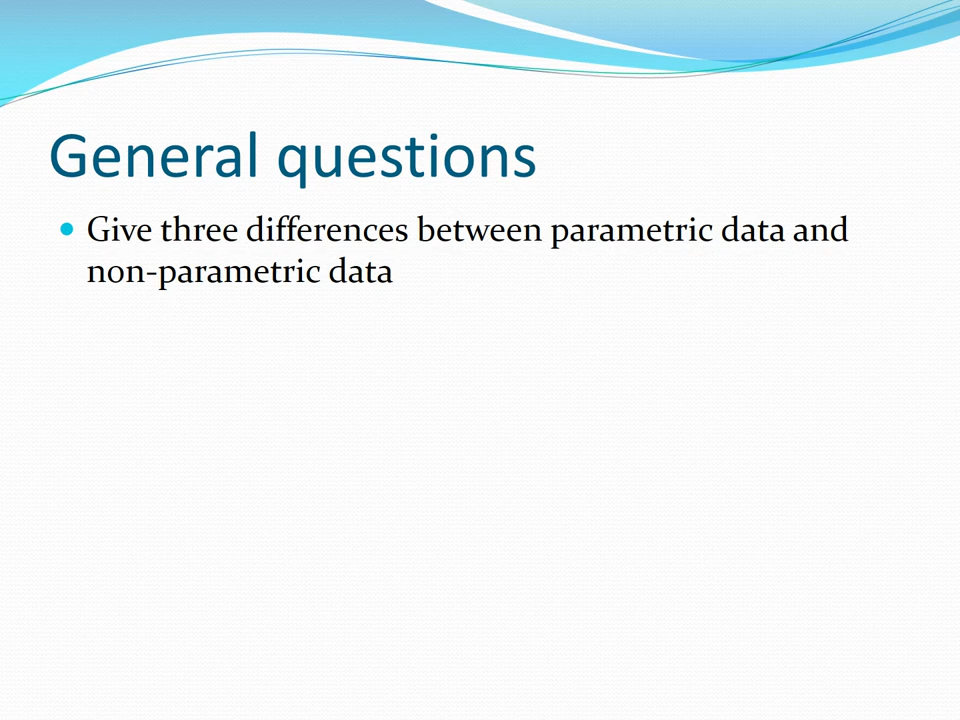 General questions
Give three differences between parametric data and
non-parametric data